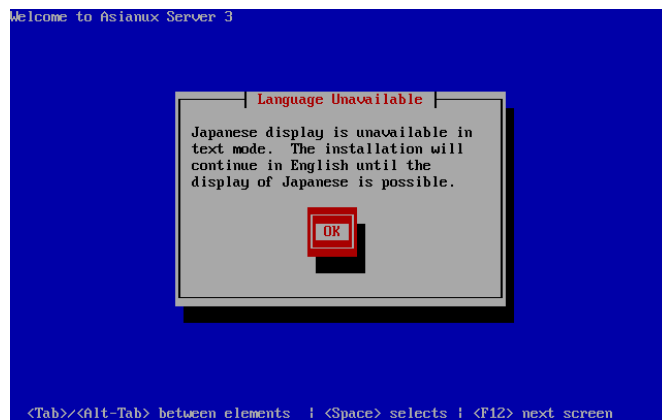 Welcome to Asianux Server 3
Language Unavailable
Japanese display is unavailable in
text mode.  The installation will
continue in English until the
display of Japanese is possible.
OK
<Tab>/<Alt-Tab> between elements  | <Space> selects | <F12> next screen